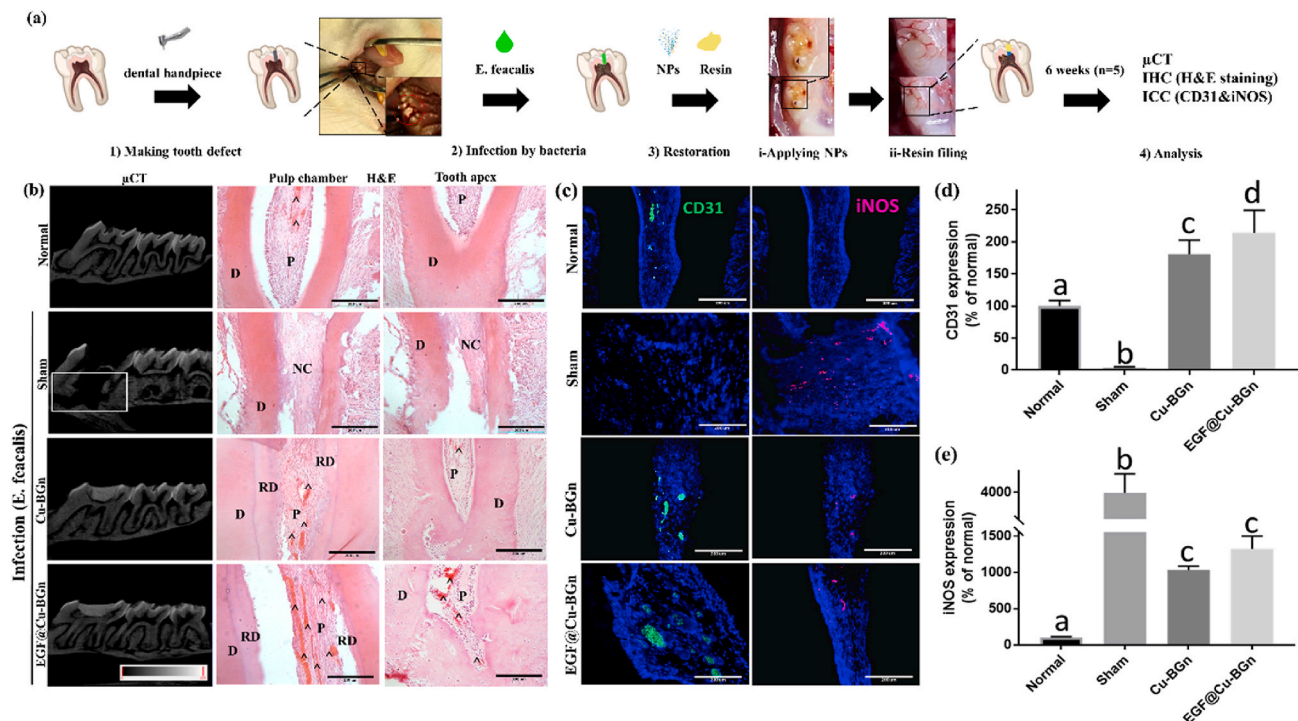 (a)
dental handpiece
E. feacalis
NPs
Resin
6 weeks (n=5)
μCT
IHC (H&E staining)
ICC (CD31&iNOS)
1) Making tooth defect
2) Infection by bacteria
3) Restoration
i-Applying NPs
ii-Resin filing
4) Analysis
(b)
μCT
Pulp chamber
H&E
Tooth apex
Normal
D
P
^
^
D
P
Infection (E. fcacalis)
Sham
D
NC
D
NC
Cu-BGn
D
RD
RD
P
^
^
^
^
P
^
D
EGF@Cu-BGn
D
RD
P
RD
^
^
^
^
^
^
D
P
^
^
^
^
(c)
CD31
iNOS
Normal
Sham
Cu-BGn
EGF@Cu-BGn
(d)
CD31 expression
(% of normal)
250
200
150
100
50
0
a
b
c
d
Normal
Sham
Cu-BGn
EGF@Cu-BGn
(e)
iNOS expression
(% of normal)
4000
1500
1000
500
0
a
b
c
c
Normal
Sham
Cu-BGn
EGF@Cu-BGn